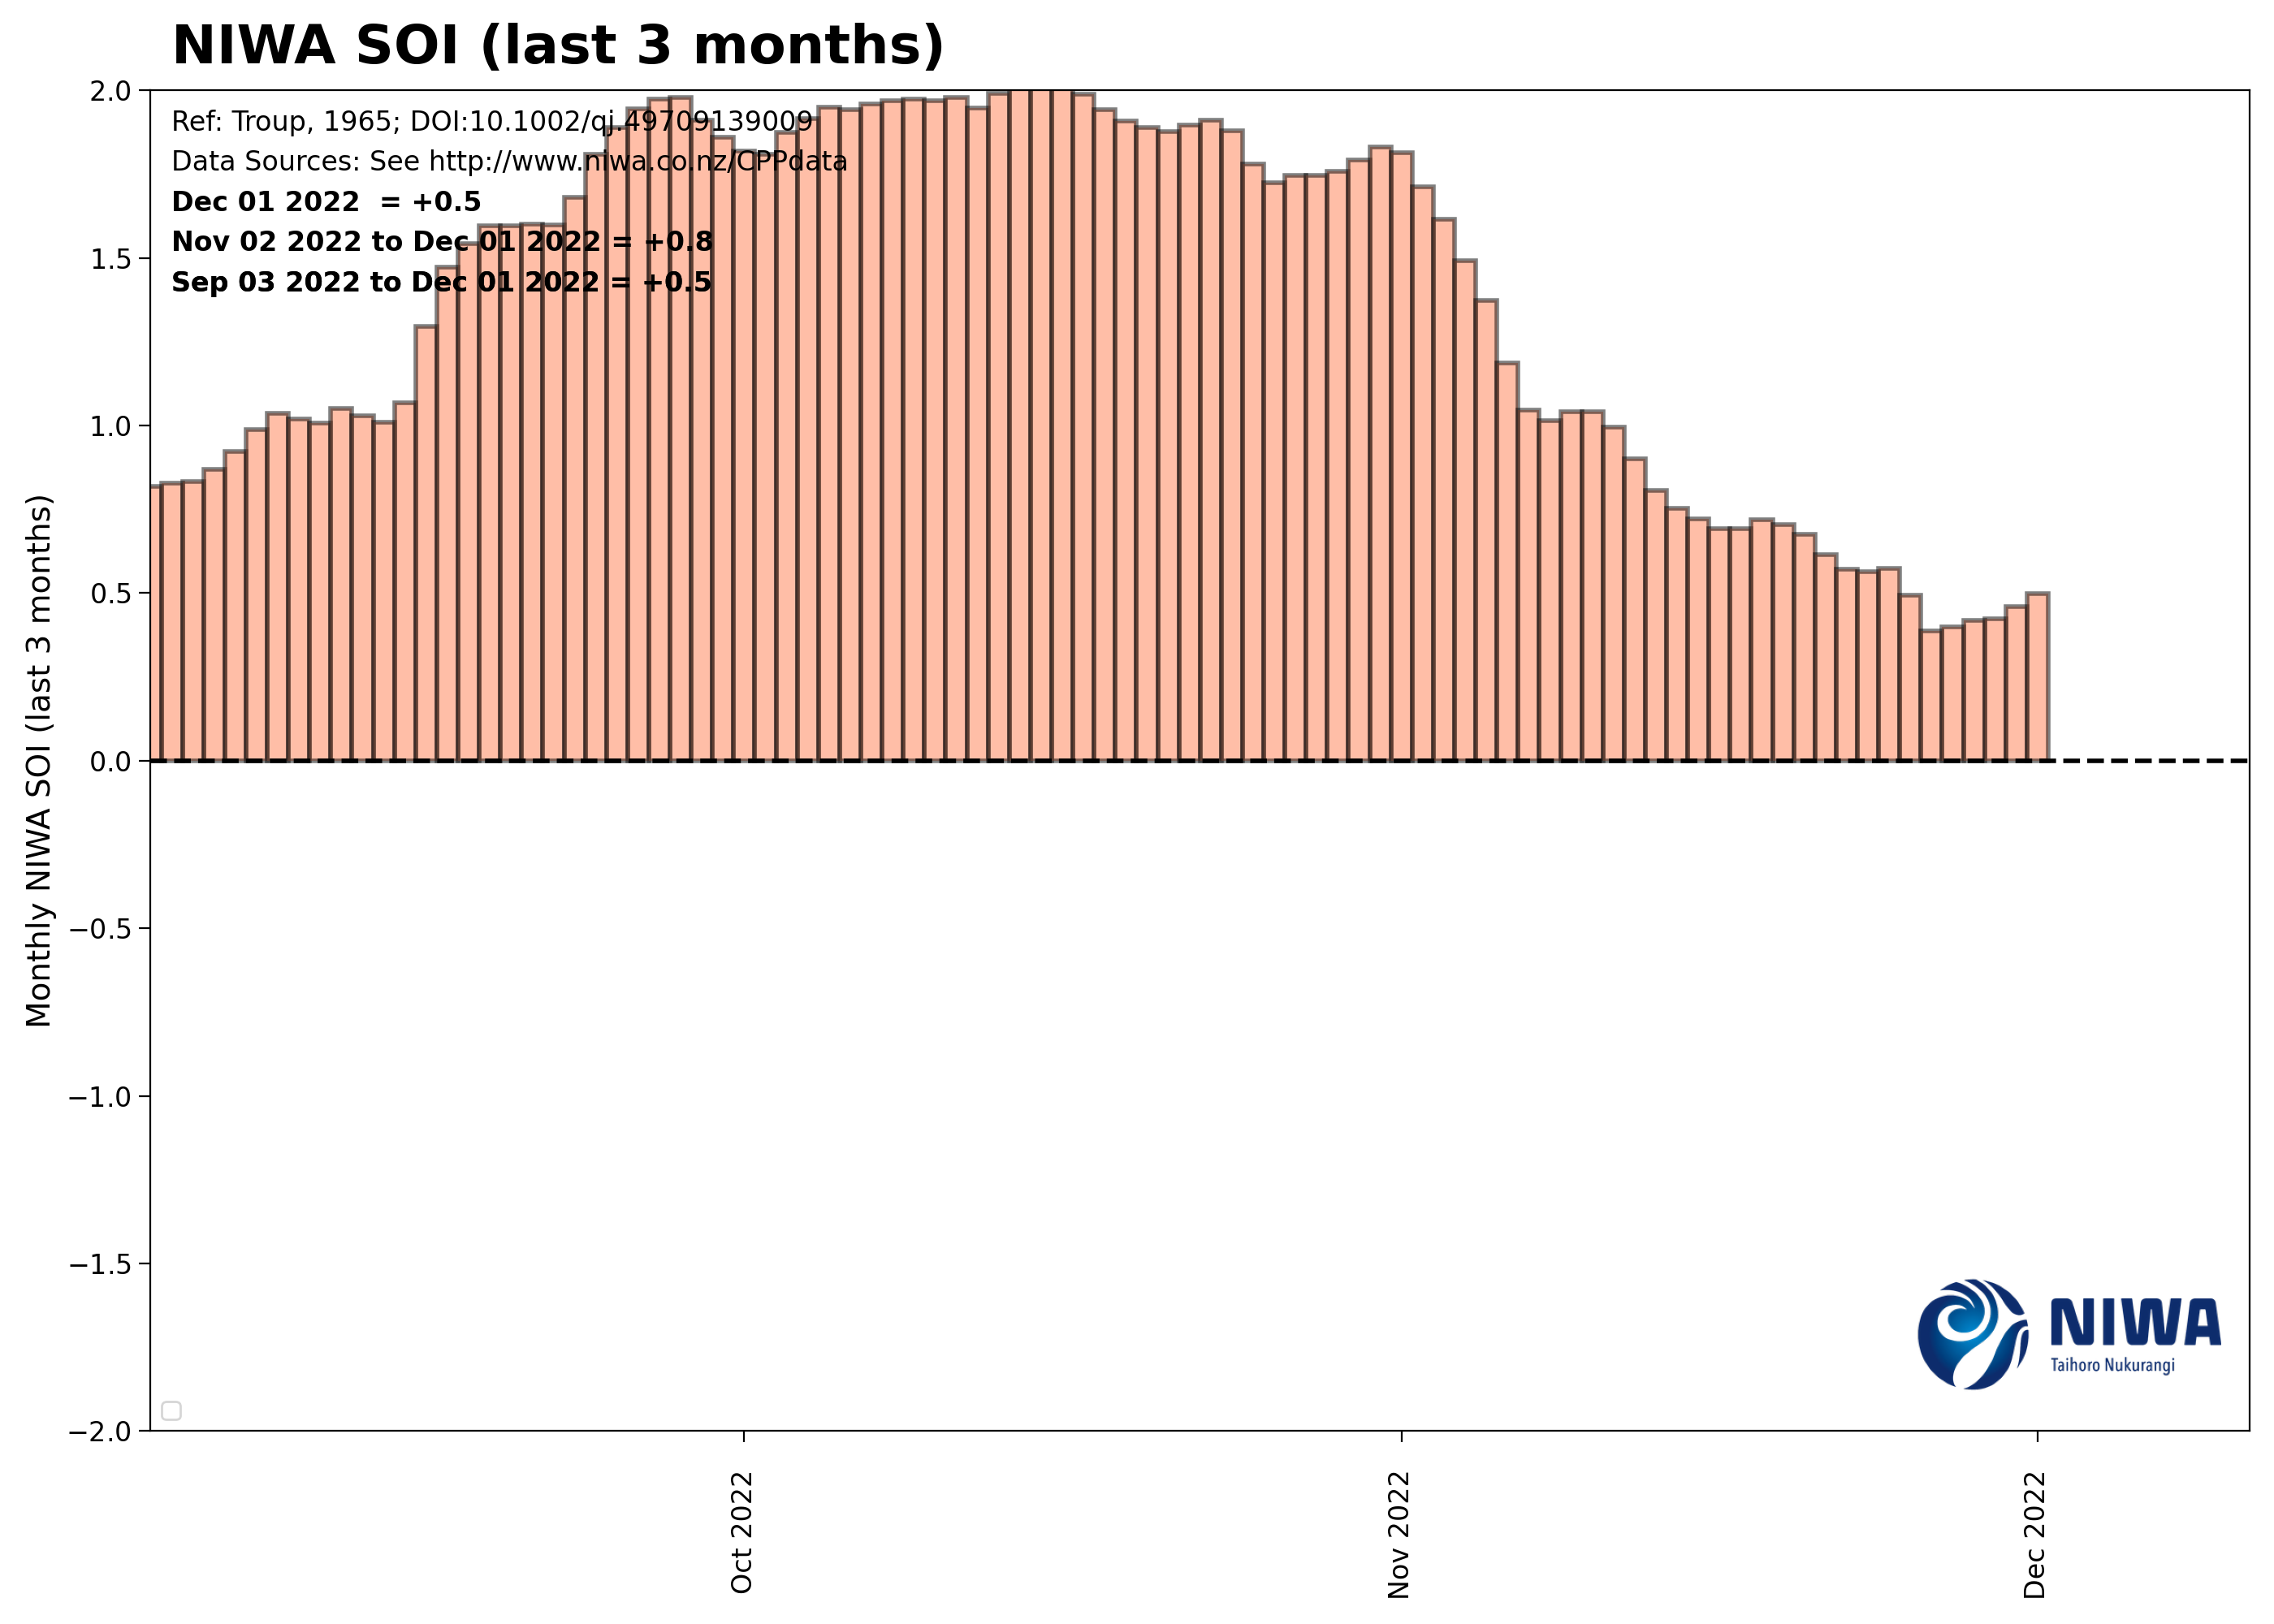 NIWA SOI (last 3 months)
Ref: Troup, 1965; DOI:10.1002/qj.49709139009
Data Sources: See http://www.niwa.co.nz/CPPdata
Dec 01 2022  = +0.5
Nov 02 2022 to Dec 01 2022 = +0.8
Sep 03 2022 to Dec 01 2022 = +0.5
Monthly NIWA SOI (last 3 months)
2.0
1.5
1.0
0.5
0.0
−0.5
−1.0
−1.5
−2.0
NIWA
Taihoro Nukurangi
Oct 2022
Nov 2022
Dec 2022